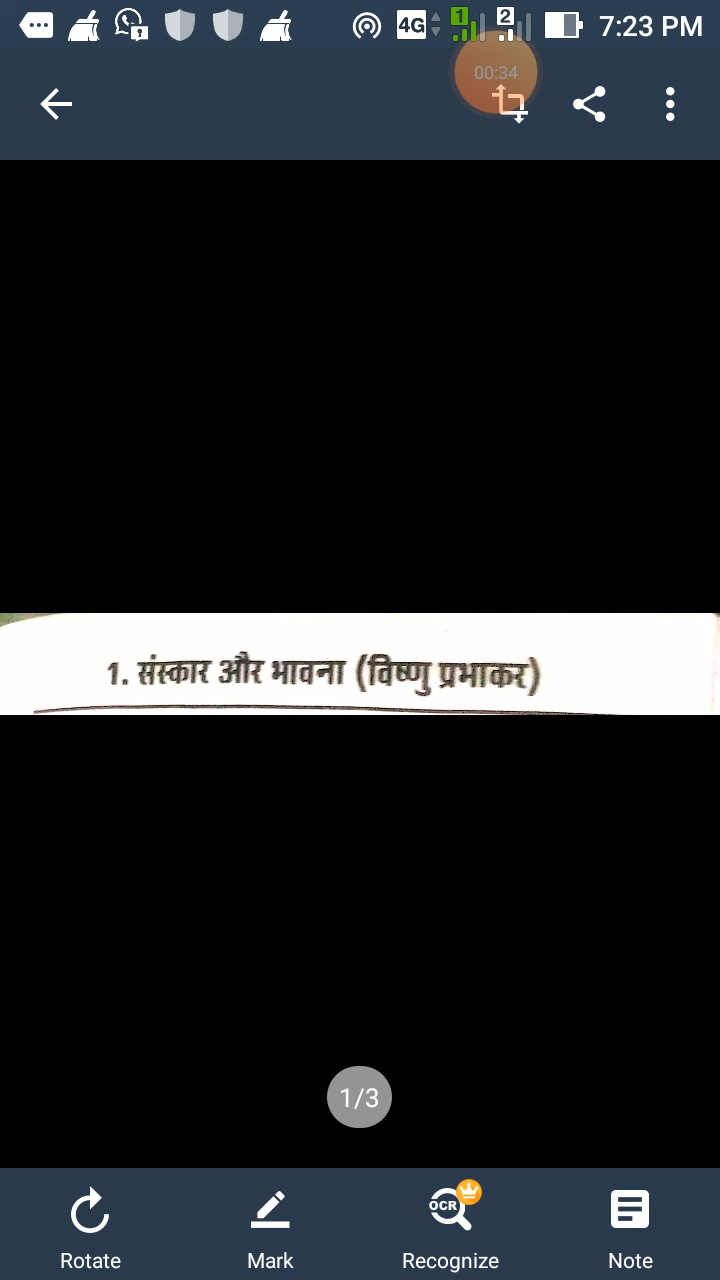 4G 1 2 7:23 PM
00:34
1. संस्कार और भावना (विष्णु प्रभाकर)
1/3
OCR
Rotate Mark Recognize Note